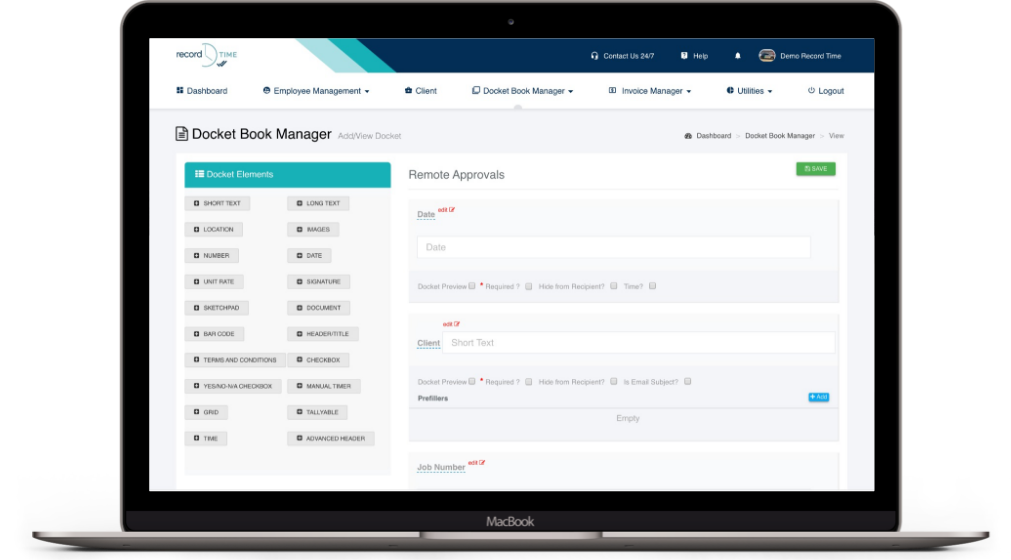 record TIME
Contact Us 24/7 Help Demo Record Time
Dashboard Employee Management Client Docket Book Manager Invoice Manager Utilities Logout
Docket Book Manager Add/View Docket
Dashboard > Docket Book Manager > View
Docket Elements
SHORT TEXT LONG TEXT
LOCATION IMAGES
NUMBER DATE
UNIT RATE SIGNATURE
SKETCHPAD DOCUMENT
BAR CODE HEADER/TITLE
TERMS AND CONDITIONS CHECKBOX
YES/NO-N/A CHECKBOX MANUAL TIMER
GRID TALLYABLE
TIME ADVANCED HEADER
Remote Approvals SAVE
Date edit
Date
Docket Preview * Required ? Hide from Recipient? Time?
edit
Client Short Text
Docket Preview * Required ? Hide from Recipient? Is Email Subject?
Prefillers + Add
Empty
Job Number edit
MacBook